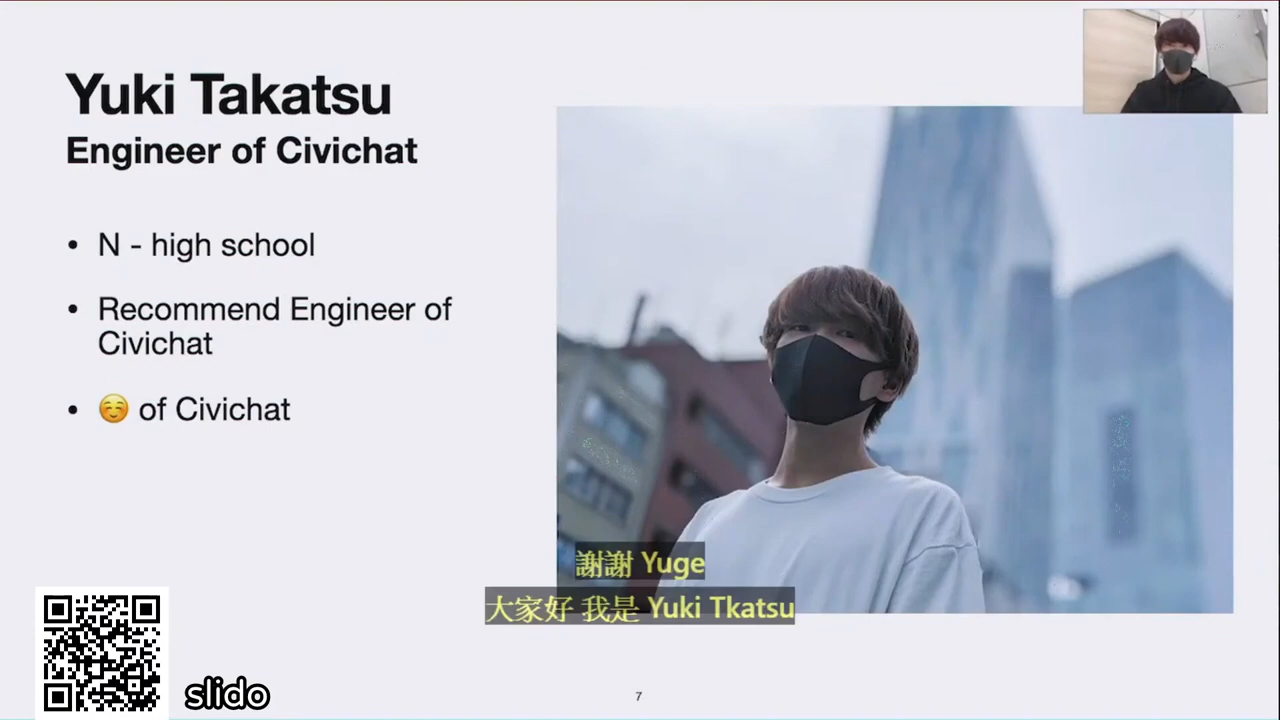 Yuki Takatsu
Engineer of Civichat
• N - high school
• Recommend Engineer of
Civichat
• ☺️ of Civichat
謝謝 Yuge
大家好 我是 Yuki Tkatsu
slido
7